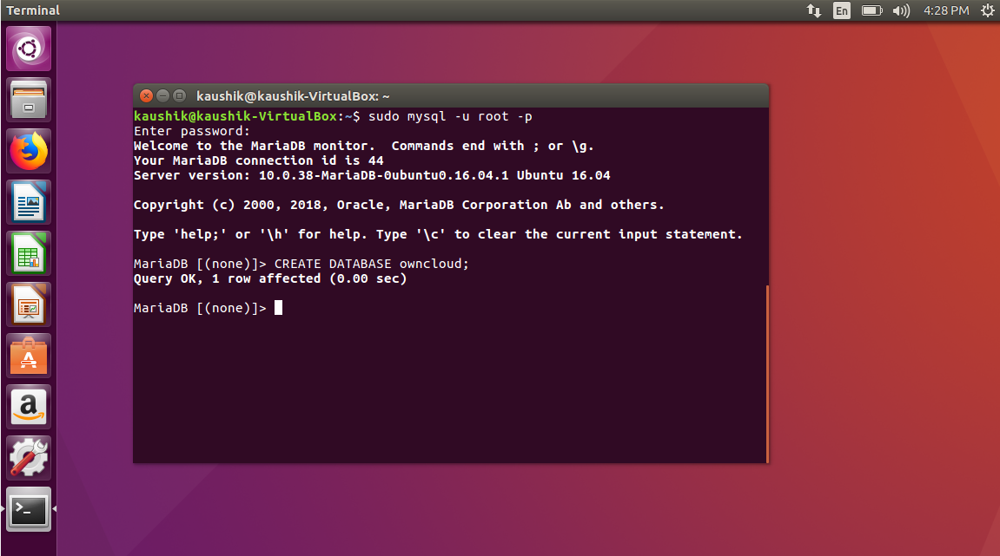 Terminal
En
4:28 PM
kaushik@kaushik-VirtualBox: ~
kaushik@kaushik-VirtualBox:~$ sudo mysql -u root -p
Enter password:
Welcome to the MariaDB monitor.  Commands end with ; or \g.
Your MariaDB connection id is 44
Server version: 10.0.38-MariaDB-0ubuntu0.16.04.1 Ubuntu 16.04
Copyright (c) 2000, 2018, Oracle, MariaDB Corporation Ab and others.
Type 'help;' or '\h' for help. Type '\c' to clear the current input statement.
MariaDB [(none)]> CREATE DATABASE owncloud;
Query OK, 1 row affected (0.00 sec)
MariaDB [(none)]>
A
a
>_